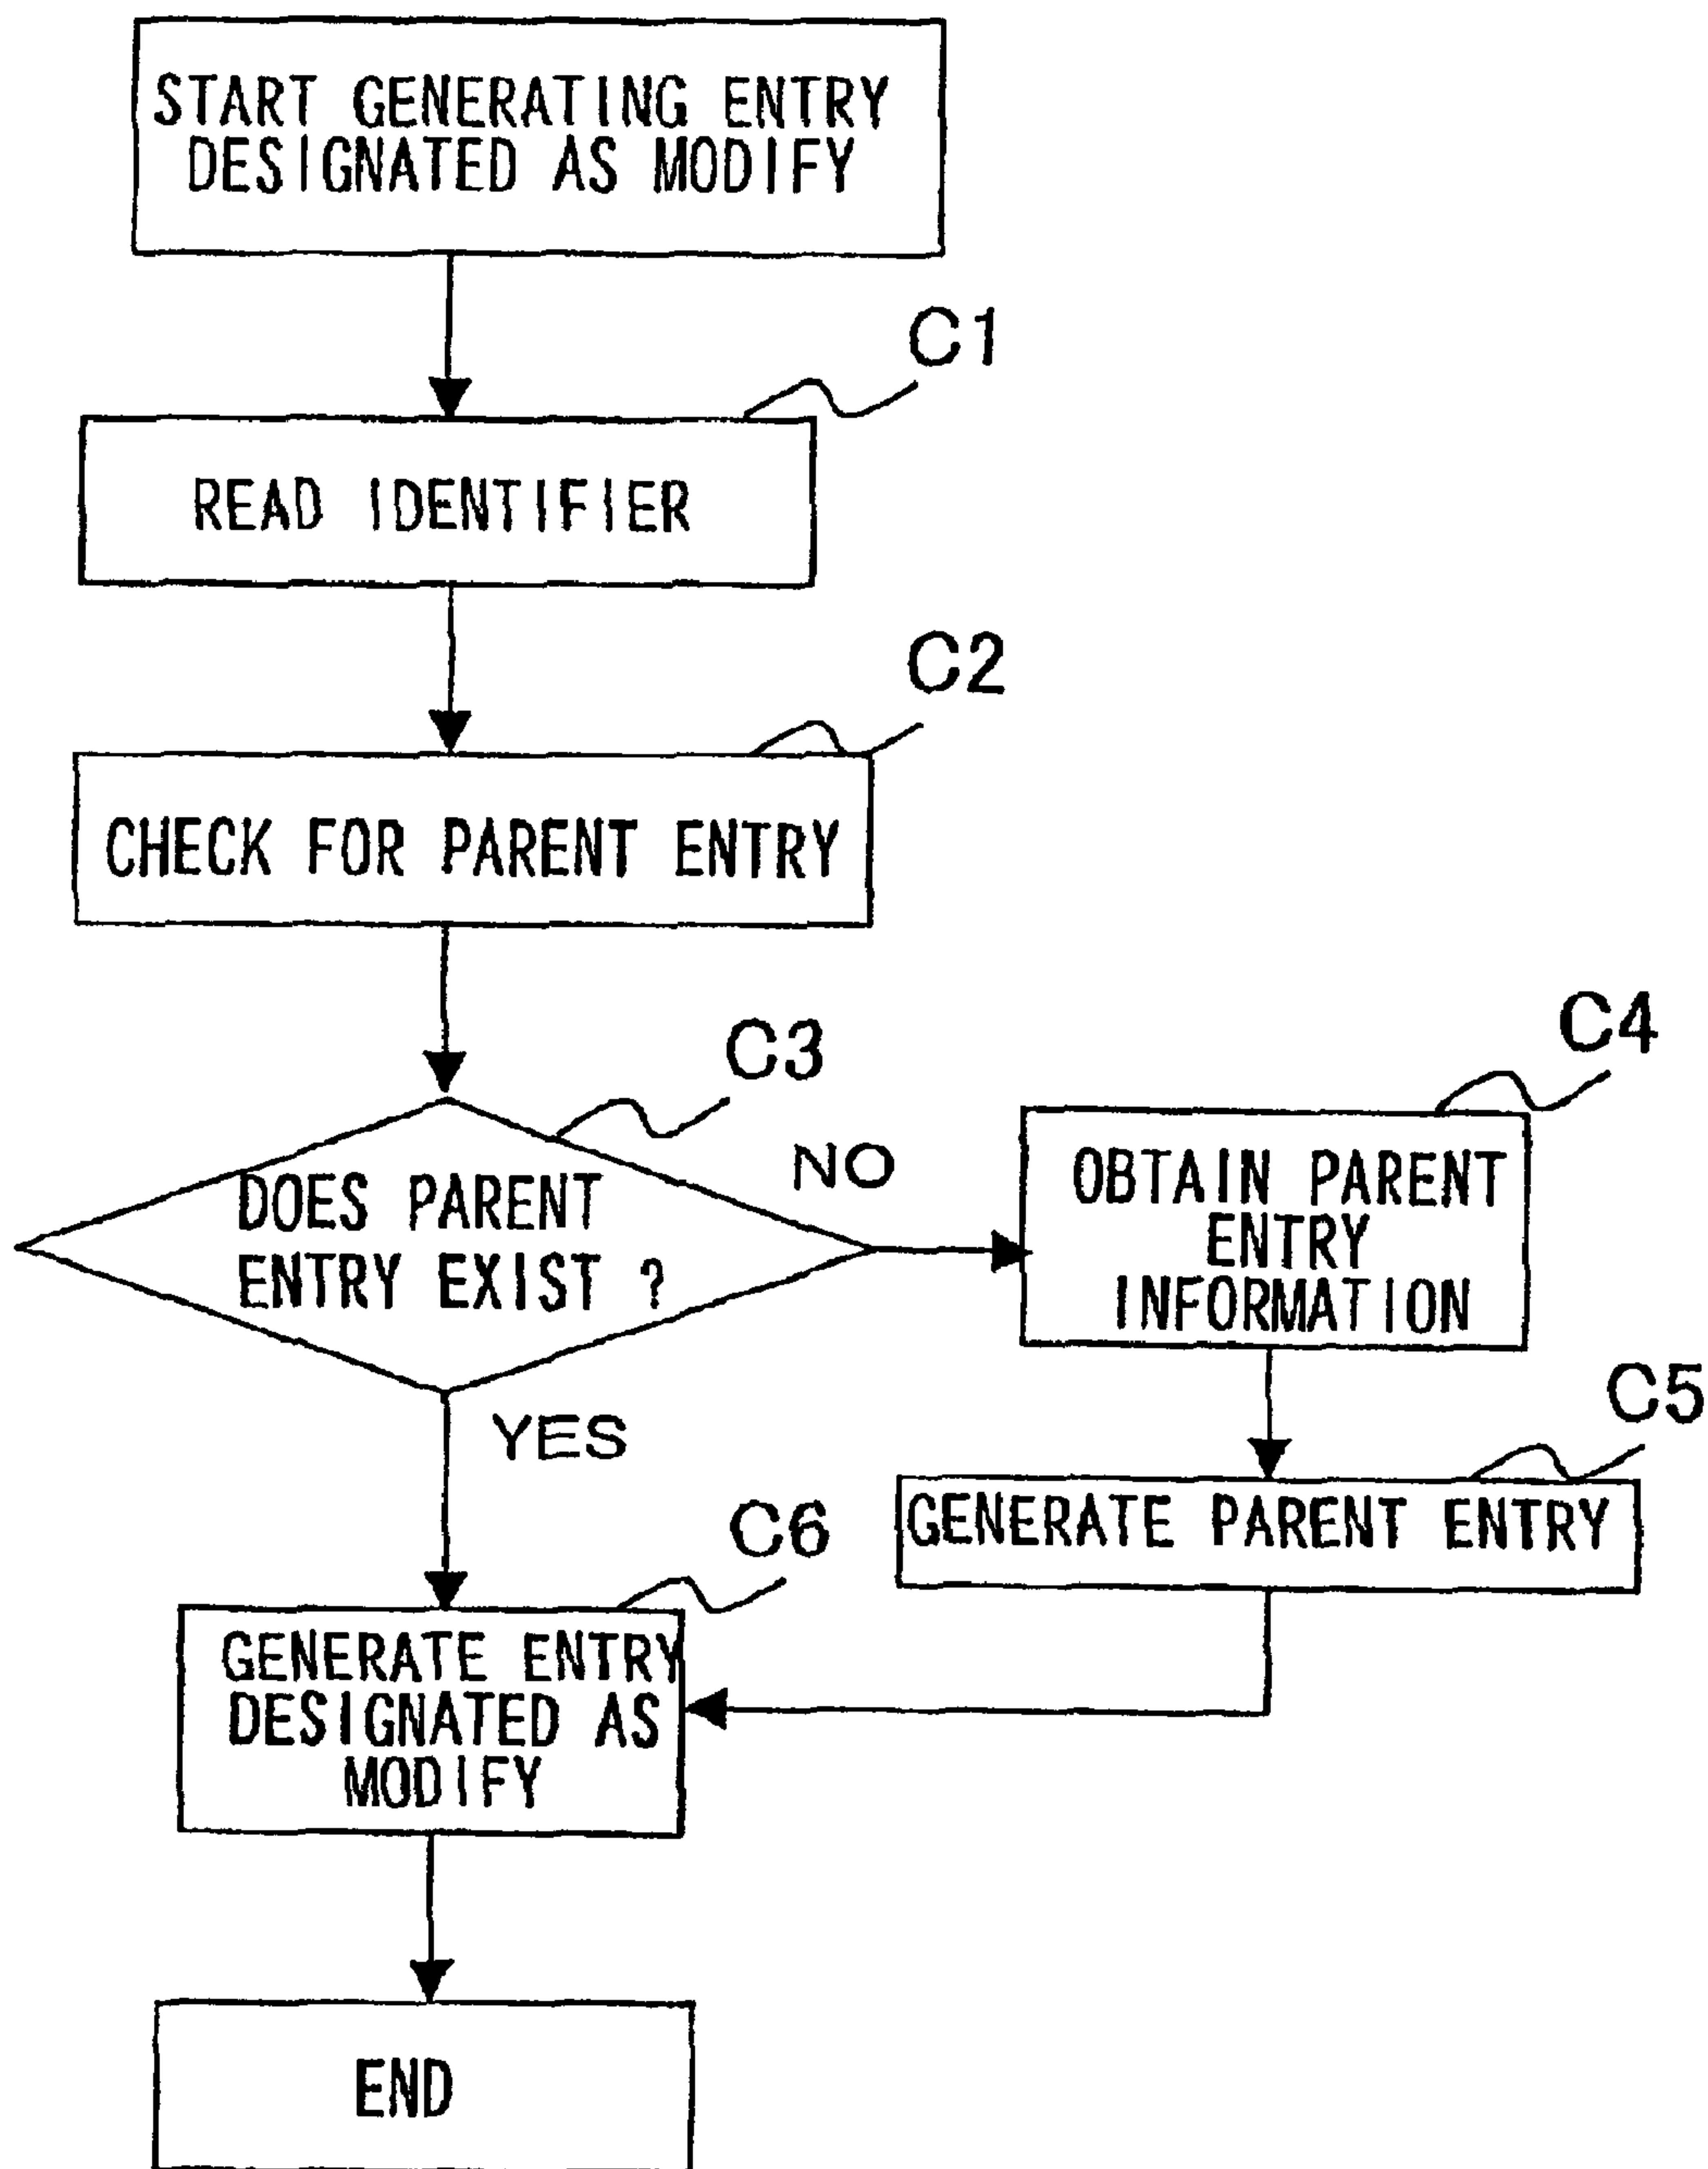 START GENERATING ENTRY
DESIGNATED AS MODIFY
C1
READ IDENTIFIER
C2
CHECK FOR PARENT ENTRY
C3
DOES PARENT
ENTRY EXIST ?
NO
C4
OBTAIN PARENT
ENTRY
INFORMATION
YES
C5
GENERATE PARENT ENTRY
C6
GENERATE ENTRY
DESIGNATED AS
MODIFY
END